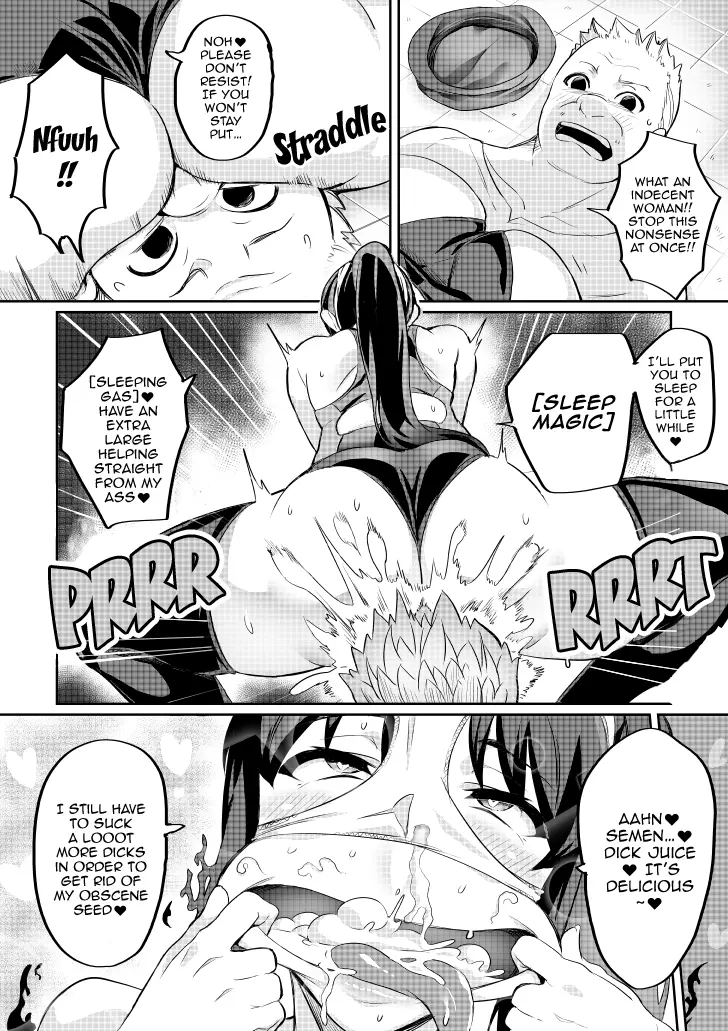 WHAT AN
INDECENT
WOMAN!!
STOP THIS
NONSENSE
AT ONCE!!
NOH♥
PLEASE
DON'T
RESIST!
IF YOU
WON'T
STAY
PUT...
Straddle
Nfuuh
!!
I'LL PUT
YOU TO
SLEEP
FOR A
LITTLE
WHILE
♥
[SLEEP
MAGIC]
[SLEEPING
GAS]♥
HAVE AN
EXTRA
LARGE
HELPING
STRAIGHT
FROM MY
ASS♥
RRRT
PRRR
AAHN♥
SEMEN...♥
DICK JUICE
♥ IT'S
DELICIOUS
~♥
I STILL HAVE
TO SUCK
A LOOOT
MORE DICKS
IN ORDER TO
GET RID OF
MY OBSCENE
SEED♥